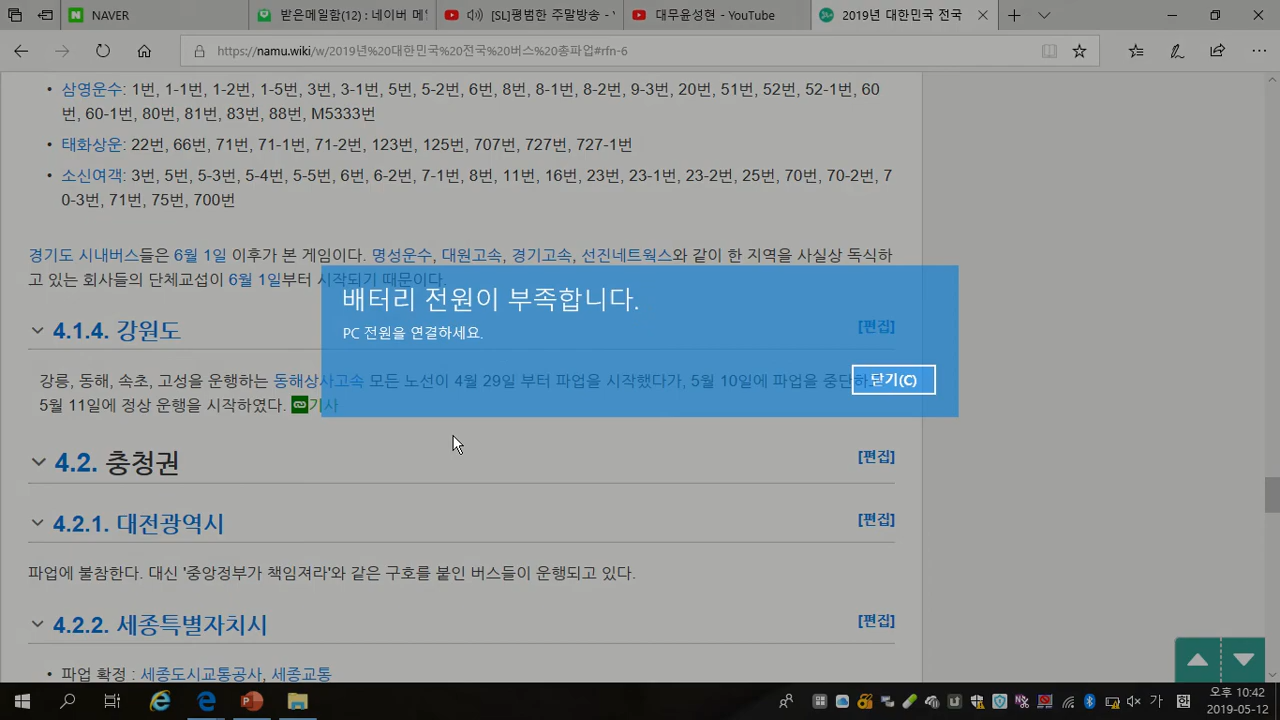 NAVER
받은메일함(12) : 네이버 메일
[SL]평범한 주말방송 -
대무윤성현 - YouTube
2019년 대한민국 전국
https://namu.wiki/w/2019년%20대한민국%20전국%20버스%20총파업#rfn-6
• 삼영운수: 1번, 1-1번, 1-2번, 1-5번, 3번, 3-1번, 5번, 5-2번, 6번, 8번, 8-1번, 8-2번, 9-3번, 20번, 51번, 52번, 52-1번, 60
번, 60-1번, 80번, 81번, 83번, 88번, M5333번
• 태화상운: 22번, 66번, 71번, 71-1번, 71-2번, 123번, 125번, 707번, 727번, 727-1번
• 소신여객: 3번, 5번, 5-3번, 5-4번, 5-5번, 6번, 6-2번, 7-1번, 8번, 11번, 16번, 23번, 23-1번, 23-2번, 25번, 70번, 70-2번, 7
0-3번, 71번, 75번, 700번
경기도 시내버스들은 6월 1일 이후가 본 게임이다. 명성운수, 대원고속, 경기고속, 선진네트웍스와 같이 한 지역을 사실상 독식하
고 있는 회사들의 단체교섭이 6월 1일부터 시작되기 때문이다.
배터리 전원이 부족합니다.
PC 전원을 연결하세요.
닫기(C)
4.1.4. 강원도
[편집]
강릉, 동해, 속초, 고성을 운행하는 동해상사고속 모든 노선이 4월 29일 부터 파업을 시작했다가, 5월 10일에 파업을 중단하
5월 11일에 정상 운행을 시작하였다. 기사
4.2. 충청권
[편집]
4.2.1. 대전광역시
[편집]
파업에 불참한다. 대신 '중앙정부가 책임져라'와 같은 구호를 붙인 버스들이 운행되고 있다.
4.2.2. 세종특별자치시
[편집]
• 파업 확정 : 세종도시교통공사, 세종교통
가
한
오후 10:42
2019-05-12